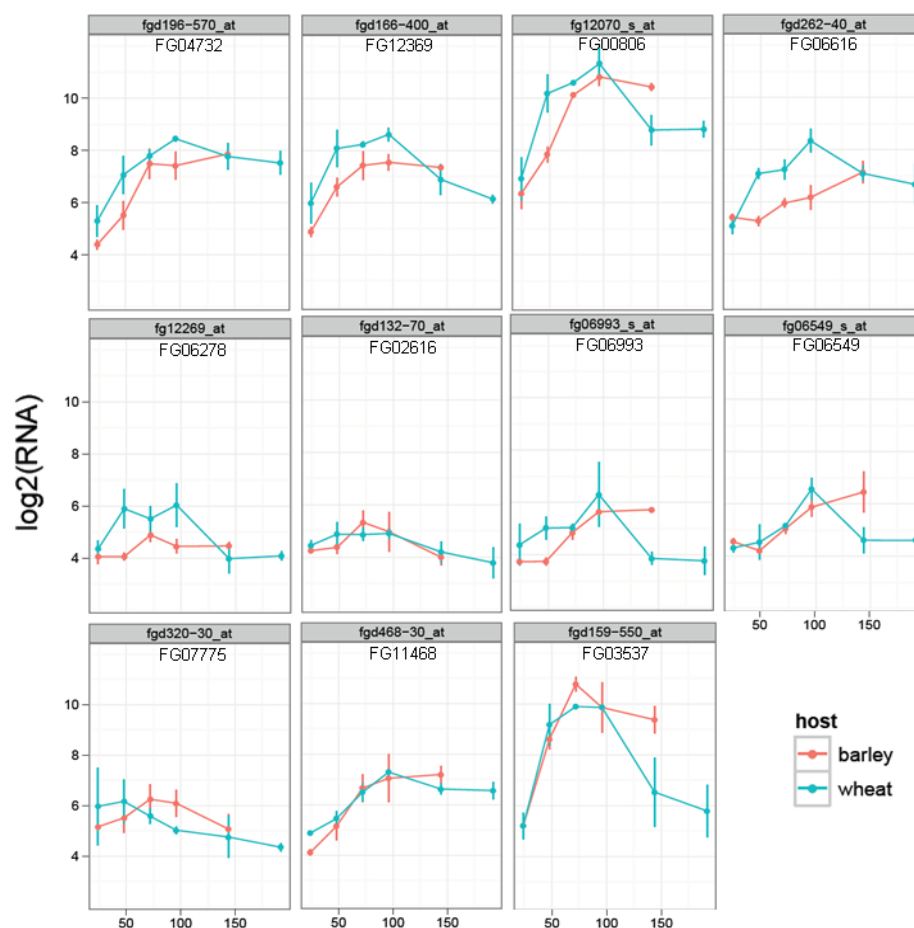 fgd196-570_at
FG04732
fgd166-400_at
FG12369
fg12070_s_at
FG00806
fgd262-40_at
FG06616
10
8
6
4
fg12269_at
FG06278
fgd132-70_at
FG02616
fg06993_s_at
FG06993
fg06549_s_at
FG06549
log2(RNA)
10
8
6
4
50 100 150
fgd320-30_at
FG07775
fgd468-30_at
FG11468
fgd159-550_at
FG03537
10
8
6
4
50 100 150
50 100 150
50 100 150
host
barley
wheat